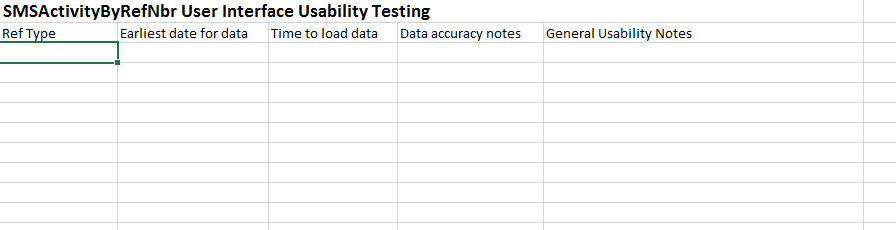 SMSActivityByRefNbr User Interface Usability Testing
Ref Type Earliest date for data Time to load data Data accuracy notes General Usability Notes